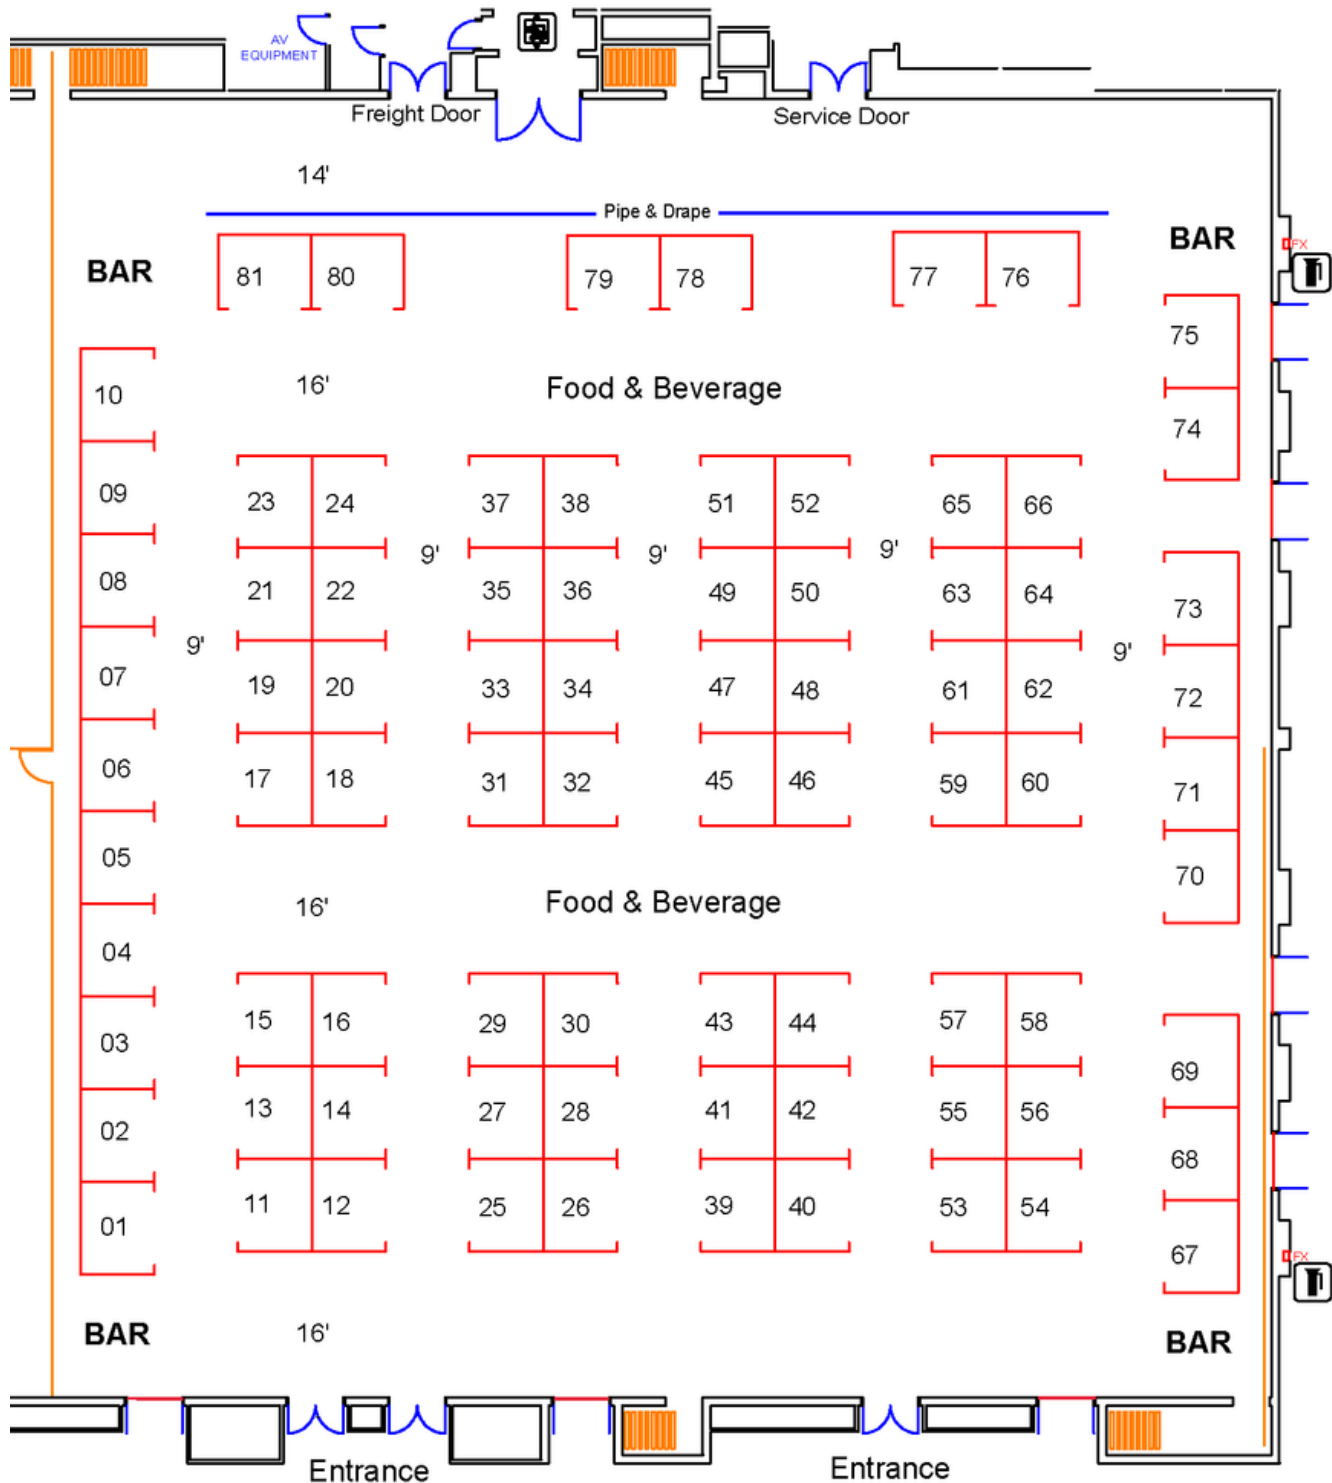 AV
EQUIPMENT
Freight Door
Service Door
14'
Pipe & Drape
BAR
BAR
FX
81 80 79 78 77 76
75
10
16'
Food & Beverage
74
09
23 24 37 38 51 52 65 66
9' 9' 9'
08
21 22 35 36 49 50 63 64
73
9'
9'
07
19 20 33 34 47 48 61 62
72
06
17 18 31 32 45 46 59 60
71
05
70
16'
Food & Beverage
04
03
15 16 29 30 43 44 57 58
69
02
13 14 27 28 41 42 55 56
68
01
11 12 25 26 39 40 53 54
67
FX
BAR
16'
BAR
Entrance
Entrance